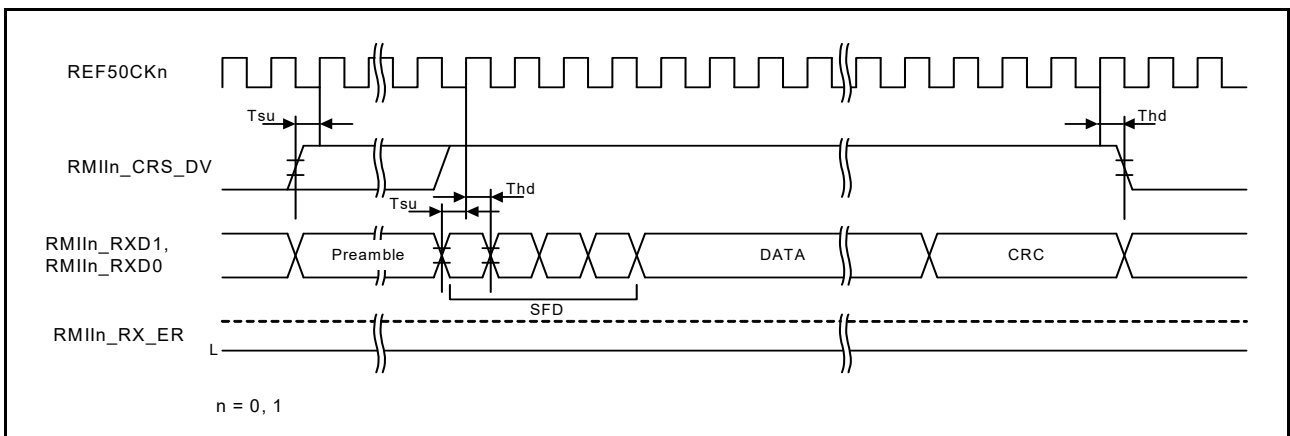 REF50CKn
Tsu
Thd
RMIIn_CRS_DV
Thd
Tsu
RMIIn_RXD1,
RMIIn_RXD0
Preamble
DATA
CRC
SFD
RMIIn_RX_ER
L
n = 0, 1